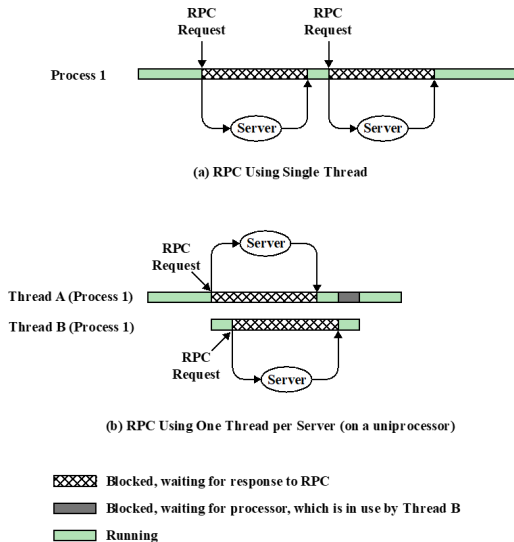 RPC RPC
Request Request
Process 1
Server Server
(a) RPC Using Single Thread
Server
RPC
Request
Thread A (Process 1)
Thread B (Process 1)
RPC
Request
Server
(b) RPC Using One Thread per Server (on a uniprocessor)
Blocked, waiting for response to RPC
Blocked, waiting for processor, which is in use by Thread B
Running